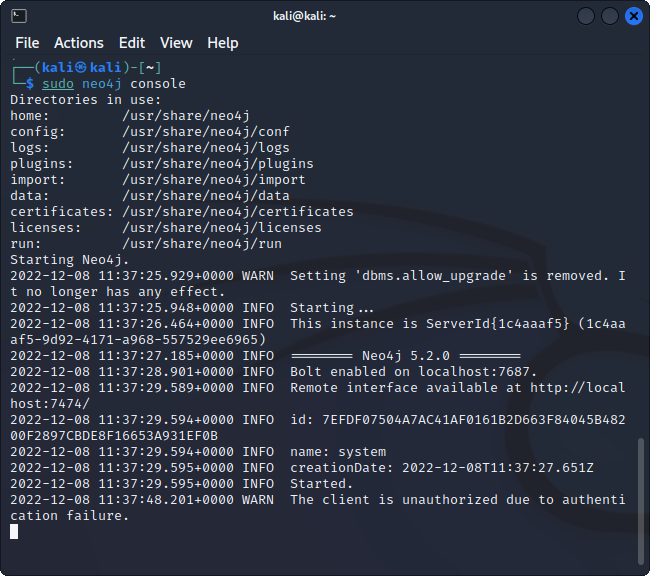 kali@kali: ~
File Actions Edit View Help
┌──(kali㉿kali)-[~]
└─$ sudo neo4j console
Directories in use:
home:         /usr/share/neo4j
config:       /usr/share/neo4j/conf
logs:         /usr/share/neo4j/logs
plugins:      /usr/share/neo4j/plugins
import:       /usr/share/neo4j/import
data:         /usr/share/neo4j/data
certificates: /usr/share/neo4j/certificates
licenses:     /usr/share/neo4j/licenses
run:          /usr/share/neo4j/run
Starting Neo4j.
2022-12-08 11:37:25.929+0000 WARN  Setting 'dbms.allow_upgrade' is removed. I
t no longer has any effect.
2022-12-08 11:37:25.948+0000 INFO  Starting...
2022-12-08 11:37:26.464+0000 INFO  This instance is ServerId{1c4aaaf5} (1c4aa
af5-9d92-4171-a968-557529ee6965)
2022-12-08 11:37:27.185+0000 INFO  ======== Neo4j 5.2.0 ========
2022-12-08 11:37:28.901+0000 INFO  Bolt enabled on localhost:7687.
2022-12-08 11:37:29.589+0000 INFO  Remote interface available at http://local
host:7474/
2022-12-08 11:37:29.594+0000 INFO  id: 7EFDF07504A7AC41AF0161B2D663F84045B482
00F2897CBDE8F16653A931EF0B
2022-12-08 11:37:29.594+0000 INFO  name: system
2022-12-08 11:37:29.595+0000 INFO  creationDate: 2022-12-08T11:37:27.651Z
2022-12-08 11:37:29.595+0000 INFO  Started.
2022-12-08 11:37:48.201+0000 WARN  The client is unauthorized due to authenti
cation failure.